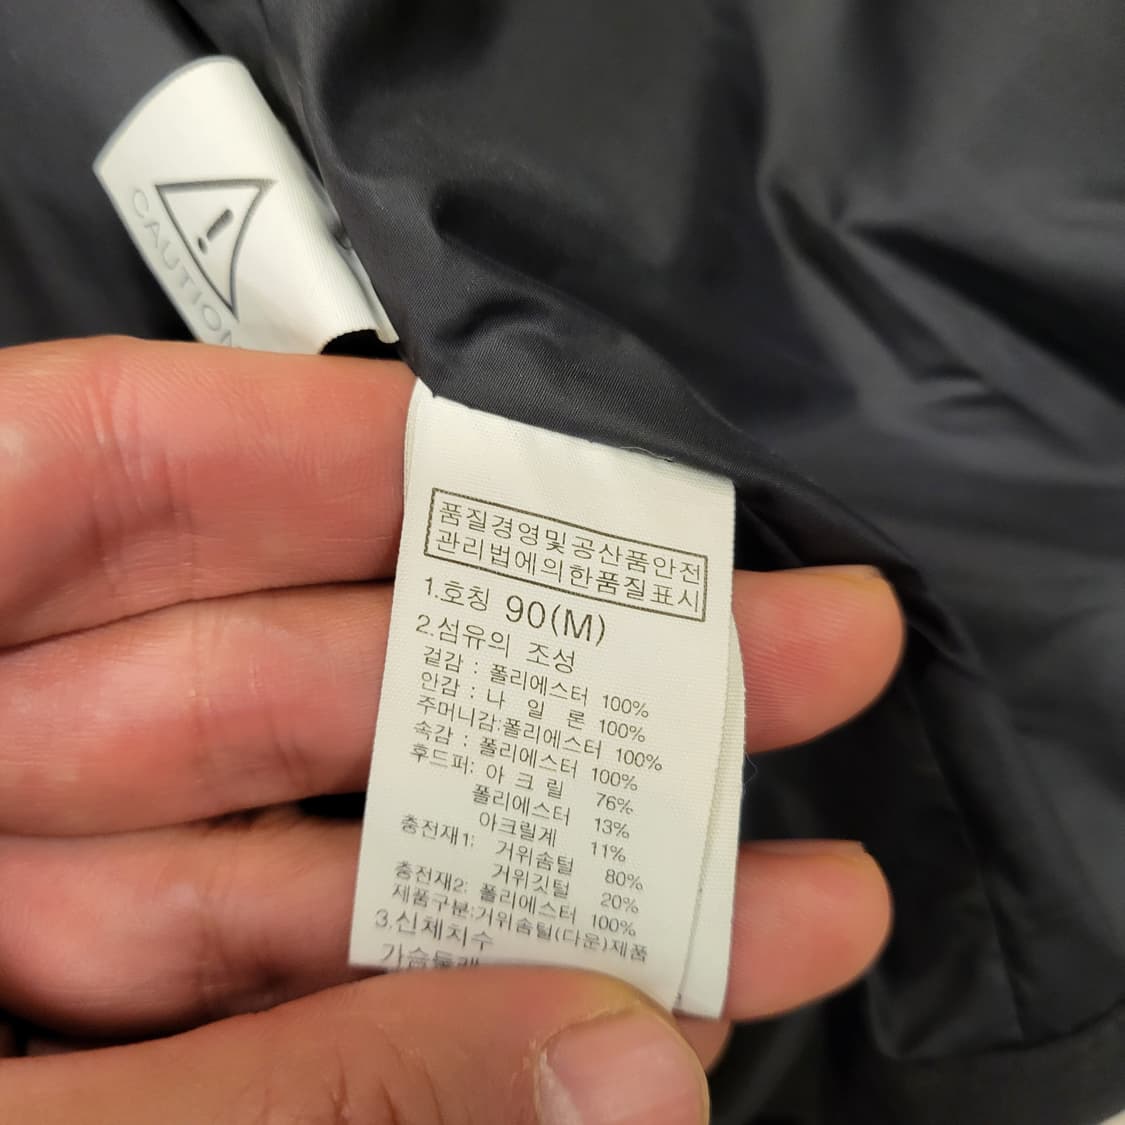 CAUTION
품질경영및공산품안전
관리법에의한품질표시
1.호칭 90(M)
2.섬유의 조성
겉감 : 폴리에스터 100%
안감 : 나 일 론 100%
주머니감:폴리에스터 100%
속감 : 폴리에스터 100%
후드퍼: 아 크 릴 76%
폴리에스터 13%
아크릴계 11%
충전재1: 거위솜털 80%
거위깃털 20%
충전재2: 폴리에스터 100%
제품구분:거위솜털(다운)제품
3.신체치수
가슴둘레